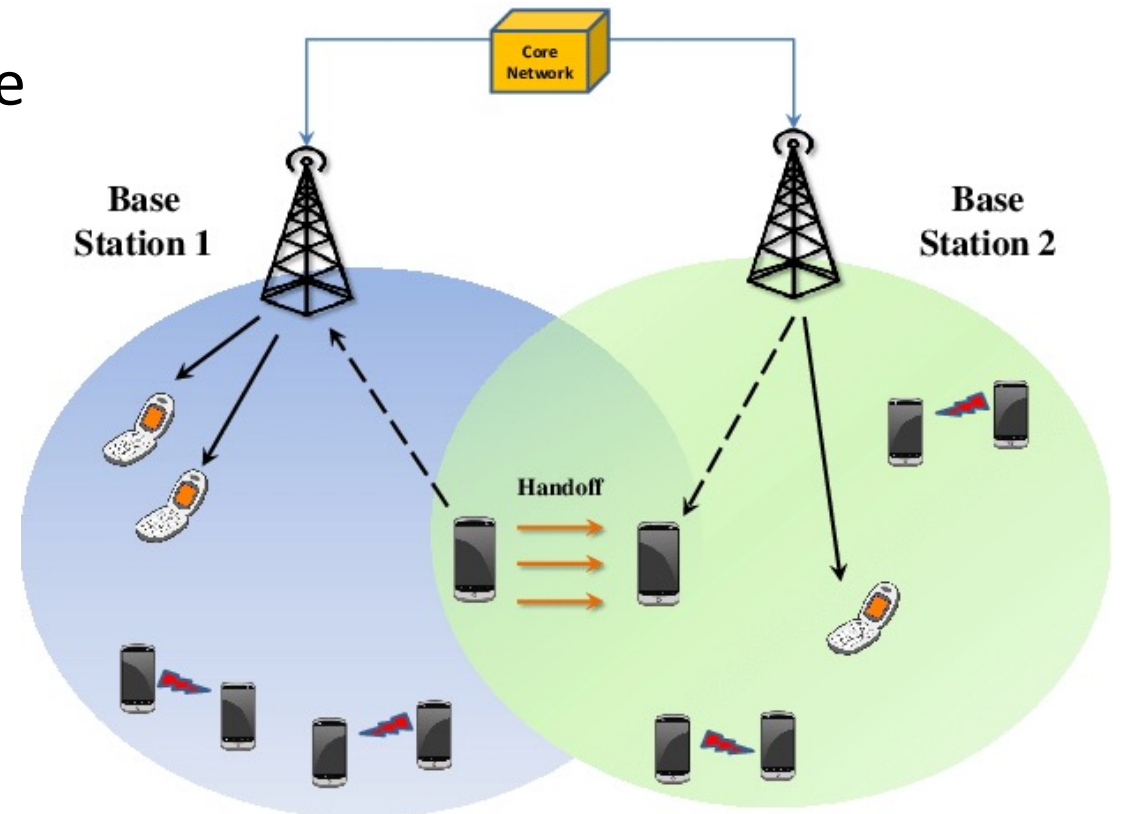 e
Core
Network
Base
Station 1
Base
Station 2
Handoff